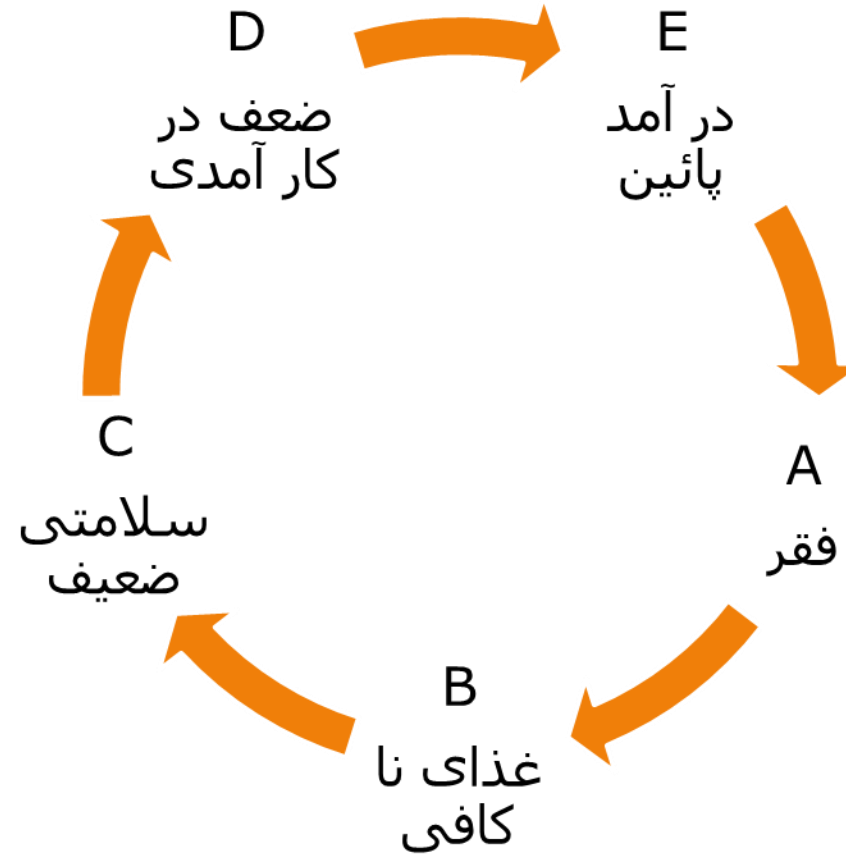 D
ضعف در
کار آمدی
E
در آمد
پائین
A
فقر
B
غذای نا
کافی
C
سلامتی
ضعیف